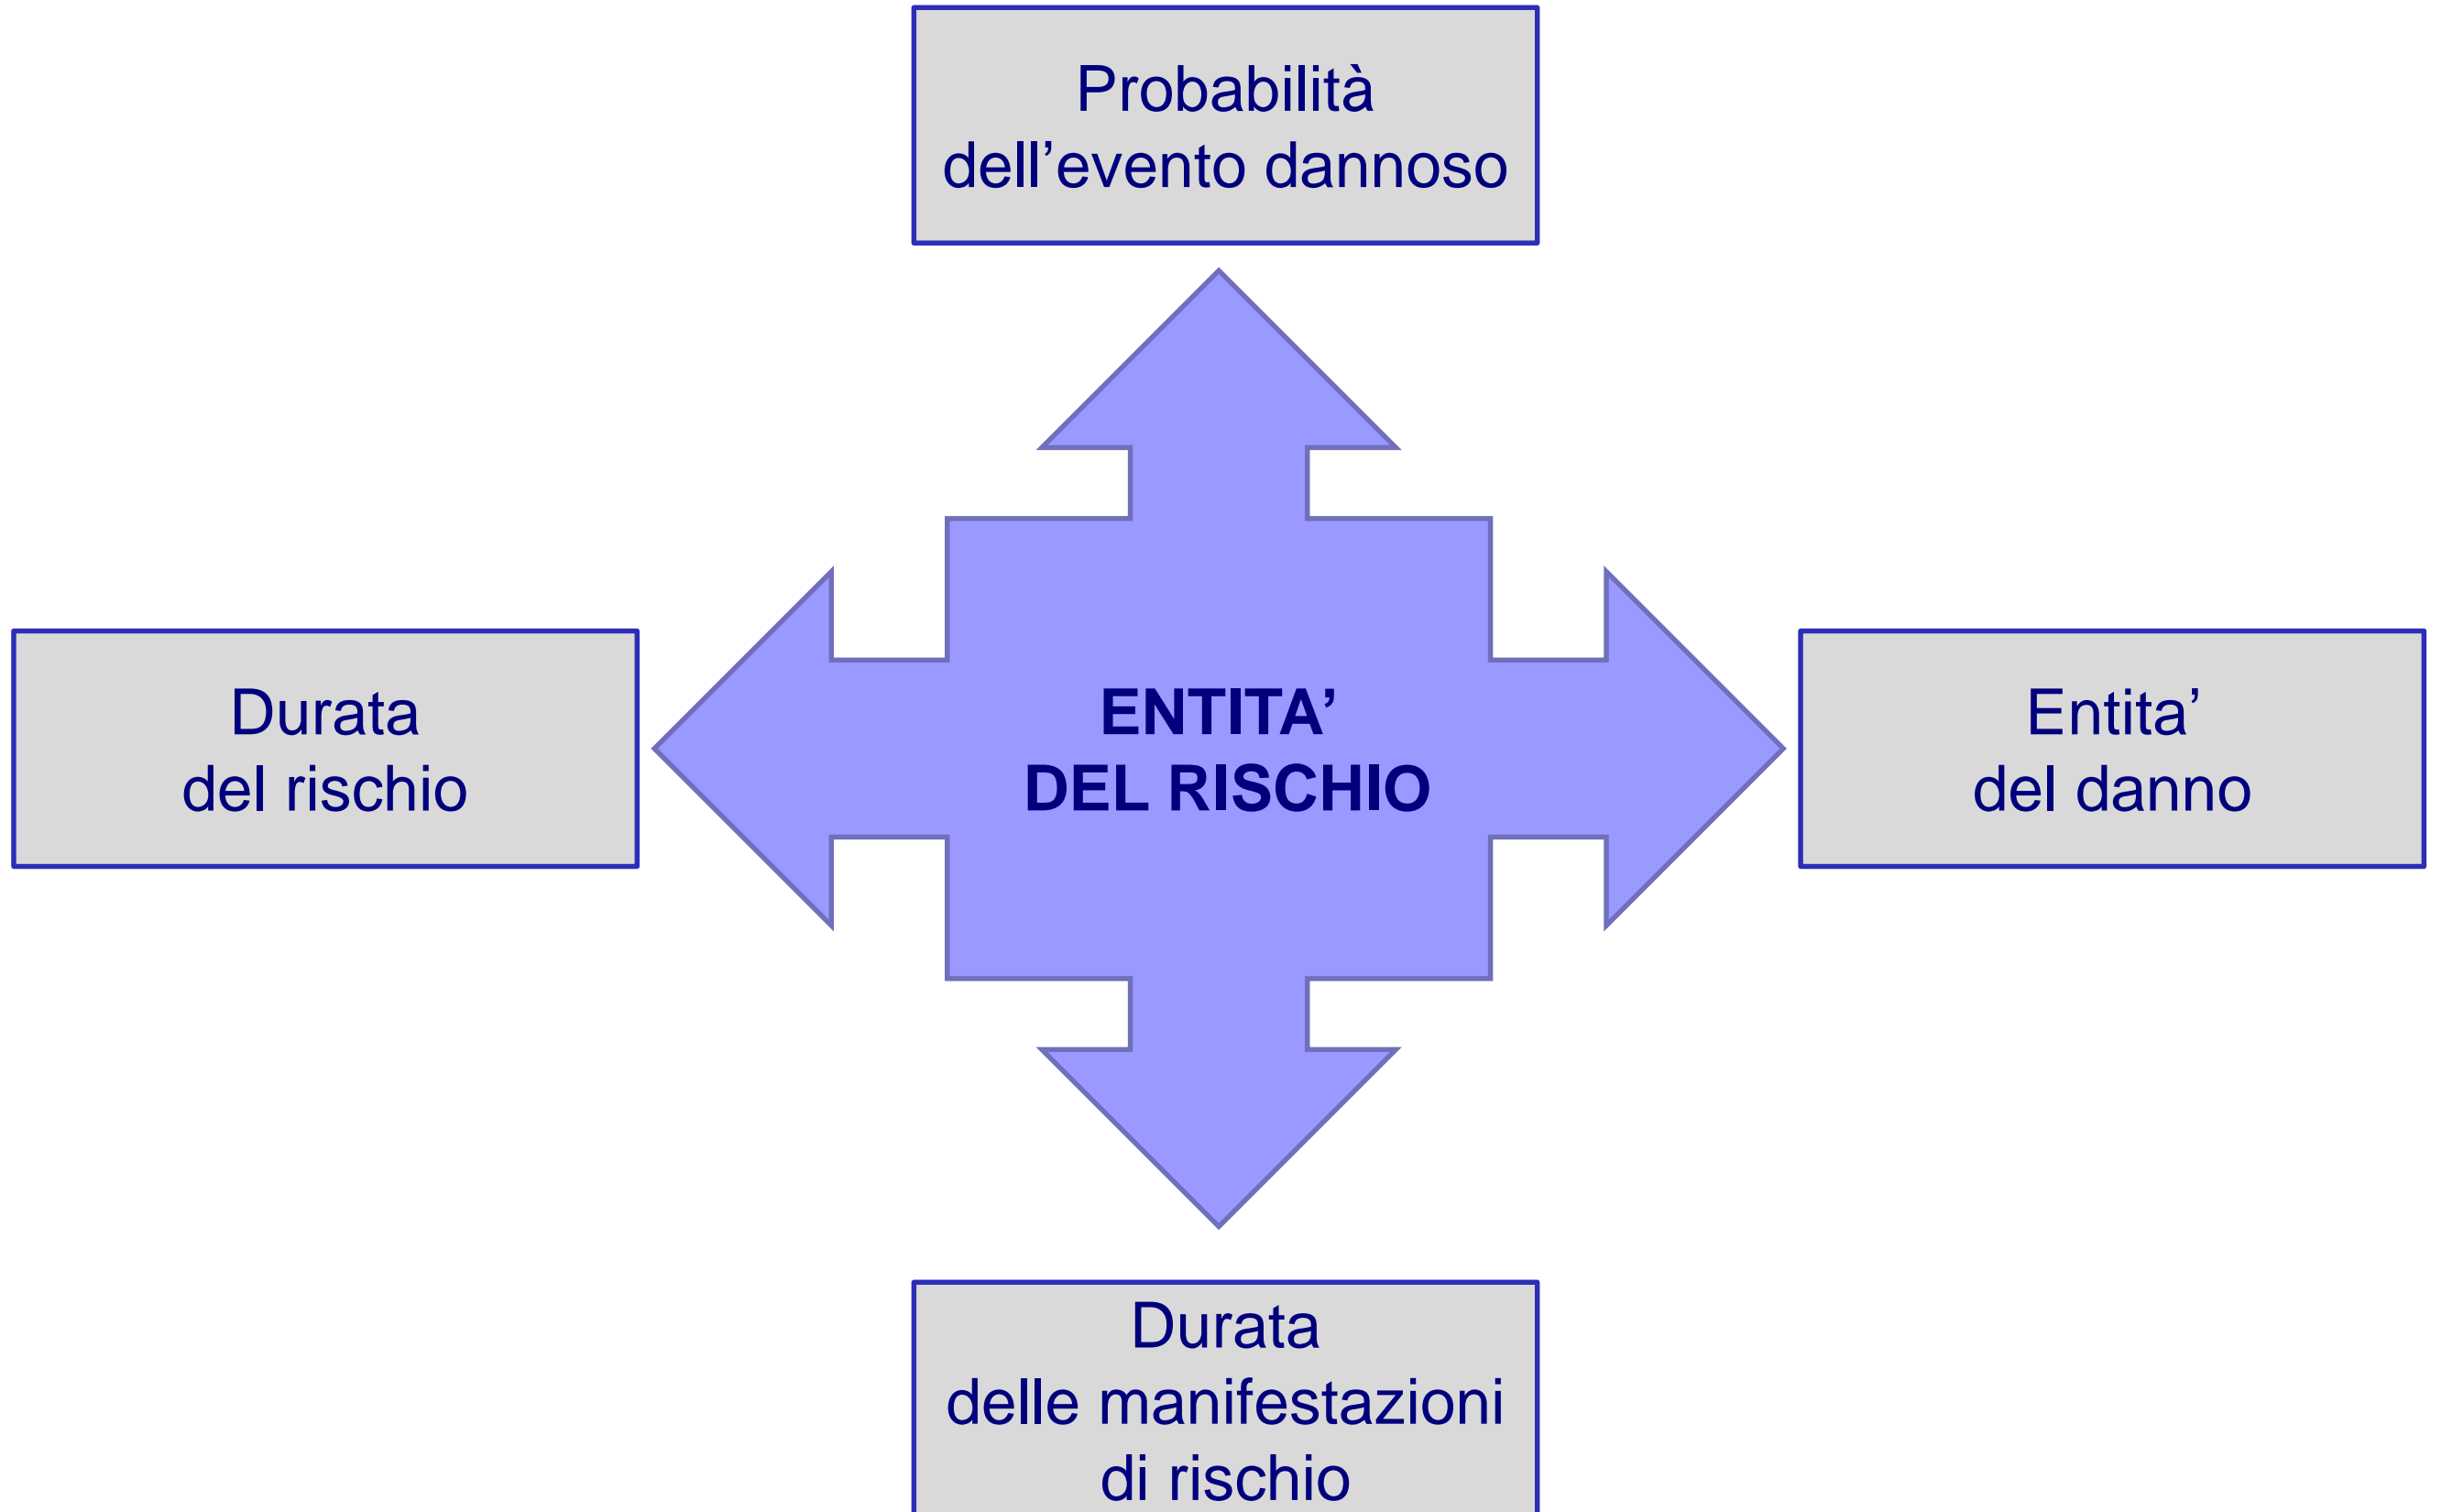 Probabilità
dell’evento dannoso
Durata
del rischio
ENTITA’
DEL RISCHIO
Entita’
del danno
Durata
delle manifestazioni
di rischio